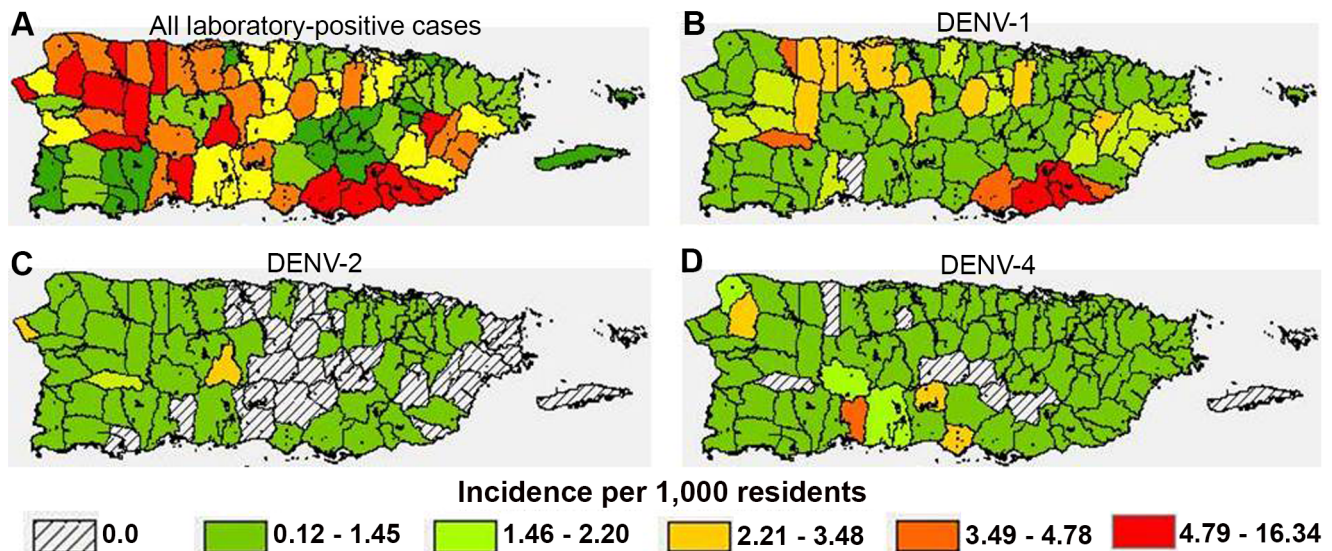 A All laboratory-positive cases
B DENV-1
C DENV-2
D DENV-4
Incidence per 1,000 residents
0.0 0.12 - 1.45 1.46 - 2.20 2.21 - 3.48 3.49 - 4.78 4.79 - 16.34